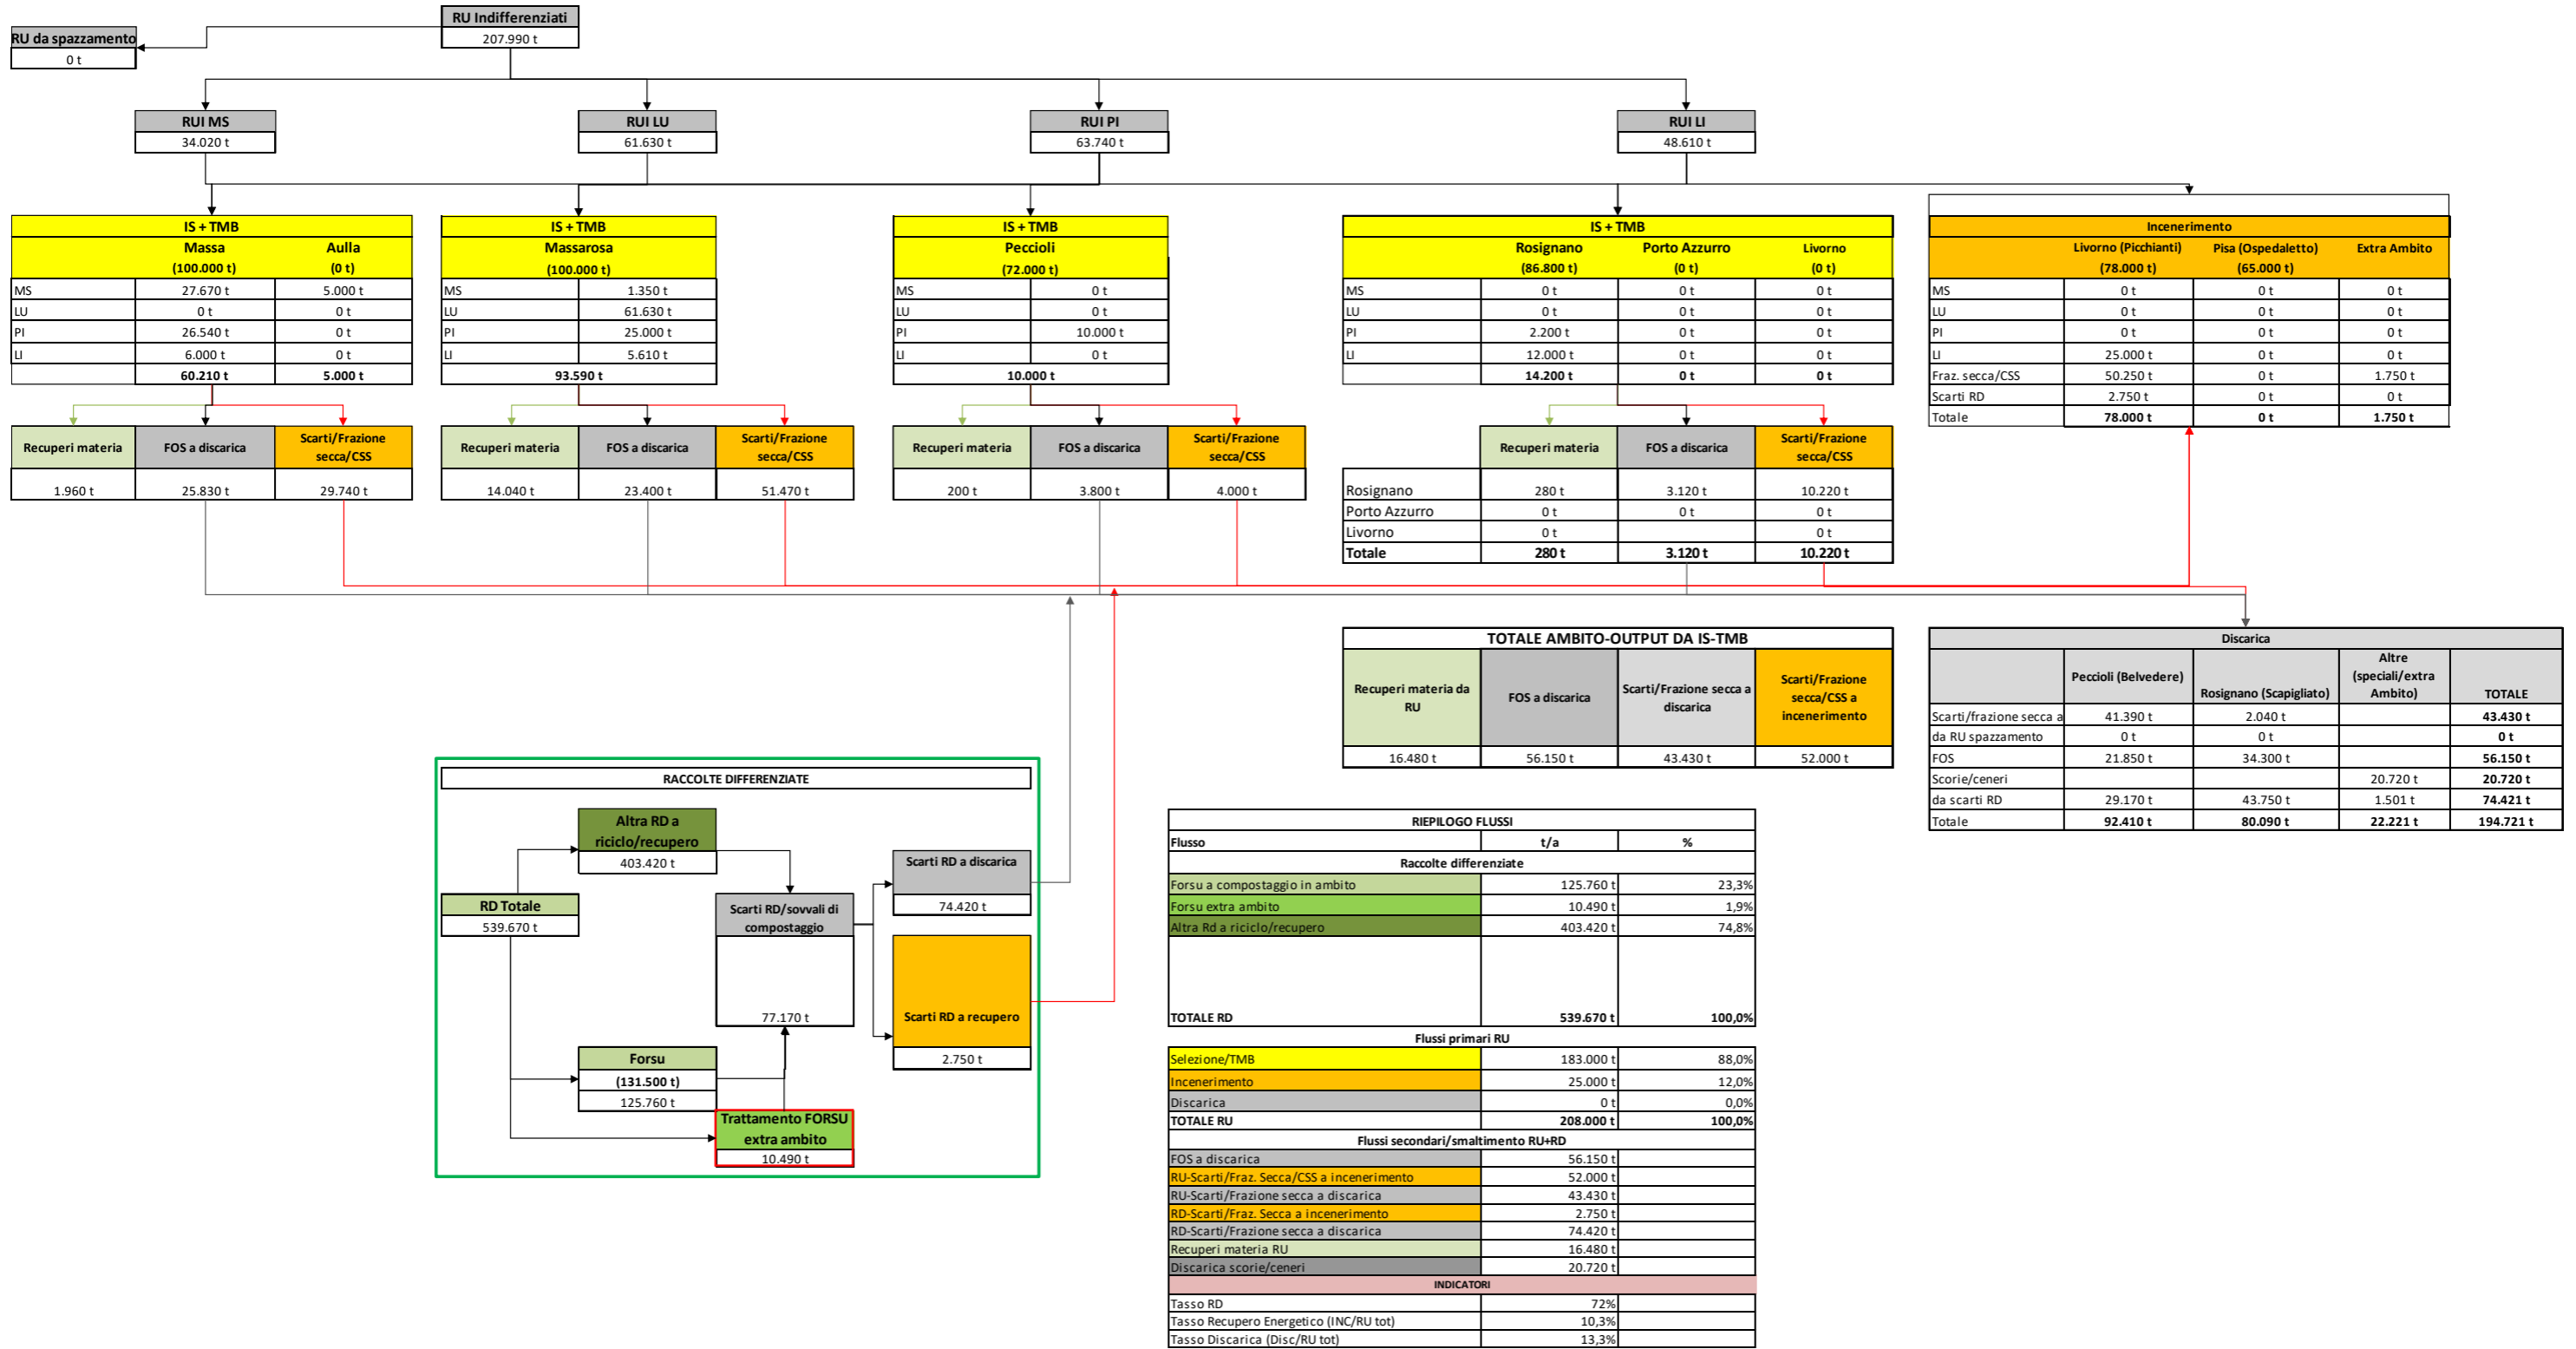 RU Indifferenziati
207.990 t
RU da spazzamento
0 t
RUI MS
34.020 t
RUI LU
61.630 t
RUI PI
63.740 t
RUI LI
48.610 t
IS + TMB
Massa Aulla
(100.000 t) (0 t)
MS 27.670 t 5.000 t
LU 0 t 0 t
PI 26.540 t 0 t
LI 6.000 t 0 t
60.210 t 5.000 t
Recuperi materia FOS a discarica Scarti/Frazione
secca/CSS
1.960 t 25.830 t 29.740 t
IS + TMB
Massarosa
(100.000 t)
MS 1.350 t
LU 61.630 t
PI 25.000 t
LI 5.610 t
93.590 t
Recuperi materia FOS a discarica Scarti/Frazione
secca/CSS
14.040 t 23.400 t 51.470 t
IS + TMB
Peccioli
(72.000 t)
MS 0 t
LU 0 t
PI 10.000 t
LI 0 t
10.000 t
Recuperi materia FOS a discarica Scarti/Frazione
secca/CSS
200 t 3.800 t 4.000 t
IS + TMB
Rosignano Porto Azzurro Livorno
(86.800 t) (0 t) (0 t)
MS 0 t 0 t 0 t
LU 0 t 0 t 0 t
PI 2.200 t 0 t 0 t
LI 12.000 t 0 t 0 t
14.200 t 0 t 0 t
Recuperi materia FOS a discarica Scarti/Frazione
secca/CSS
Rosignano 280 t 3.120 t 10.220 t
Porto Azzurro 0 t 0 t 0 t
Livorno 0 t 0 t
Totale 280 t 3.120 t 10.220 t
Incenerimento
Livorno (Picchianti) Pisa (Ospedaletto) Extra Ambito
(78.000 t) (65.000 t)
MS 0 t 0 t 0 t
LU 0 t 0 t 0 t
PI 0 t 0 t 0 t
LI 25.000 t 0 t 0 t
Fraz. secca/CSS 50.250 t 0 t 1.750 t
Scarti RD 2.750 t 0 t 0 t
Totale 78.000 t 0 t 1.750 t
TOTALE AMBITO-OUTPUT DA IS-TMB
Recuperi materia da
RU
FOS a discarica
Scarti/Frazione secca a
discarica
Scarti/Frazione
secca/CSS a
incenerimento
16.480 t 56.150 t 43.430 t 52.000 t
Discarica
Peccioli (Belvedere) Rosignano (Scapigliato) Altre
(speciali/extra
Ambito) TOTALE
Scarti/frazione secca a 41.390 t 2.040 t 43.430 t
da RU spazzamento 0 t 0 t 0 t
FOS 21.850 t 34.300 t 56.150 t
Scorie/ceneri 20.720 t 20.720 t
da scarti RD 29.170 t 43.750 t 1.501 t 74.421 t
Totale 92.410 t 80.090 t 22.221 t 194.721 t
RACCOLTE DIFFERENZIATE
Altra RD a
riciclo/recupero
403.420 t
RD Totale
539.670 t
Scarti RD/sovvali di
compostaggio
77.170 t
Scarti RD a discarica
74.420 t
Scarti RD a recupero
2.750 t
Forsu
(131.500 t)
125.760 t
Trattamento FORSU
extra ambito
10.490 t
RIEPILOGO FLUSSI
Flusso t/a %
Raccolte differenziate
Forsu a compostaggio in ambito 125.760 t 23,3%
Forsu extra ambito 10.490 t 1,9%
Altra Rd a riciclo/recupero 403.420 t 74,8%
TOTALE RD 539.670 t 100,0%
Flussi primari RU
Selezione/TMB 183.000 t 88,0%
Incenerimento 25.000 t 12,0%
Discarica 0 t 0,0%
TOTALE RU 208.000 t 100,0%
Flussi secondari/smaltimento RU+RD
FOS a discarica 56.150 t
RU-Scarti/Fraz. Secca/CSS a incenerimento 52.000 t
RU-Scarti/Frazione secca a discarica 43.430 t
RD-Scarti/Fraz. Secca a incenerimento 2.750 t
RD-Scarti/Frazione secca a discarica 74.420 t
Recuperi materia RU 16.480 t
Discarica scorie/ceneri 20.720 t
INDICATORI
Tasso RD 72%
Tasso Recupero Energetico (INC/RU tot) 10,3%
Tasso Discarica (Disc/RU tot) 13,3%